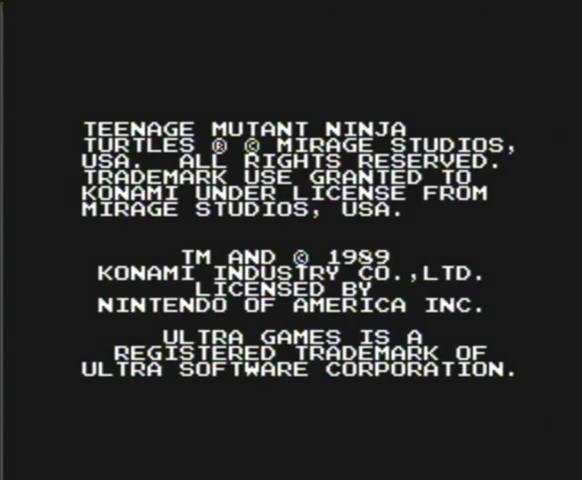 TEENAGE MUTANT NINJA
TURTLES ® © MIRAGE STUDIOS,
USA. ALL RIGHTS RESERVED.
TRADEMARK USE GRANTED TO
KONAMI UNDER LICENSE FROM
MIRAGE STUDIOS, USA.
TM AND © 1989
KONAMI INDUSTRY CO.,LTD.
LICENSED BY
NINTENDO OF AMERICA INC.
ULTRA GAMES IS A
REGISTERED TRADEMARK OF
ULTRA SOFTWARE CORPORATION.